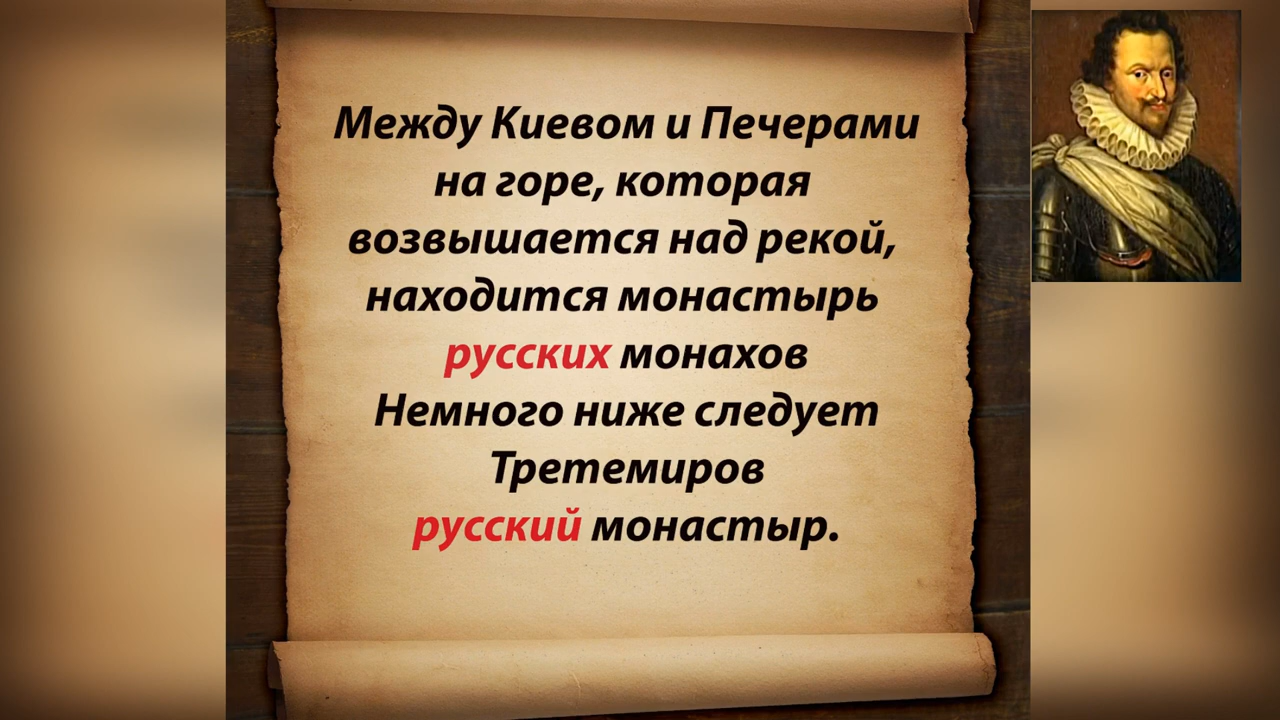 Между Киевом и Печерами
на горе, которая
возвышается над рекой,
находится монастырь
русских монахов
Немного ниже следует
Третемиров
русский монастыр.